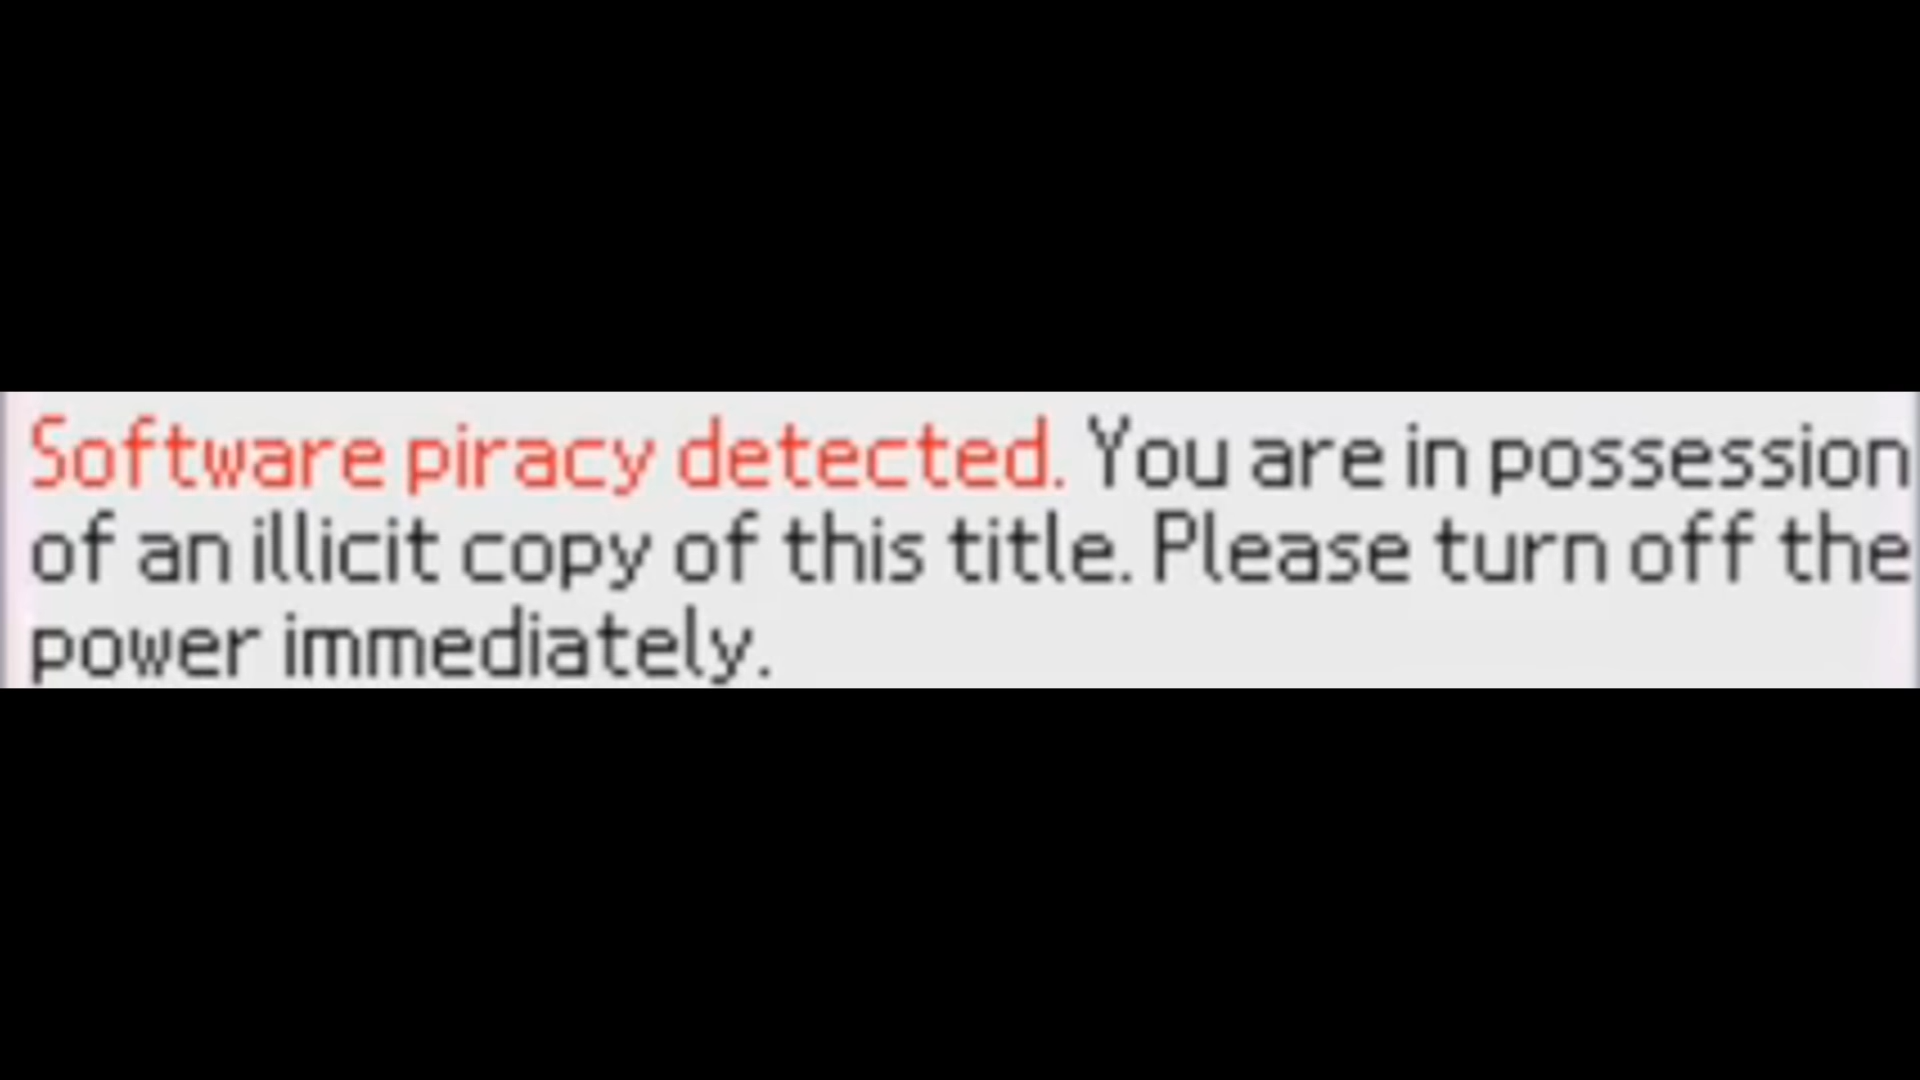 Software piracy detected. You are in possession
of an illicit copy of this title. Please turn off the
power immediately.